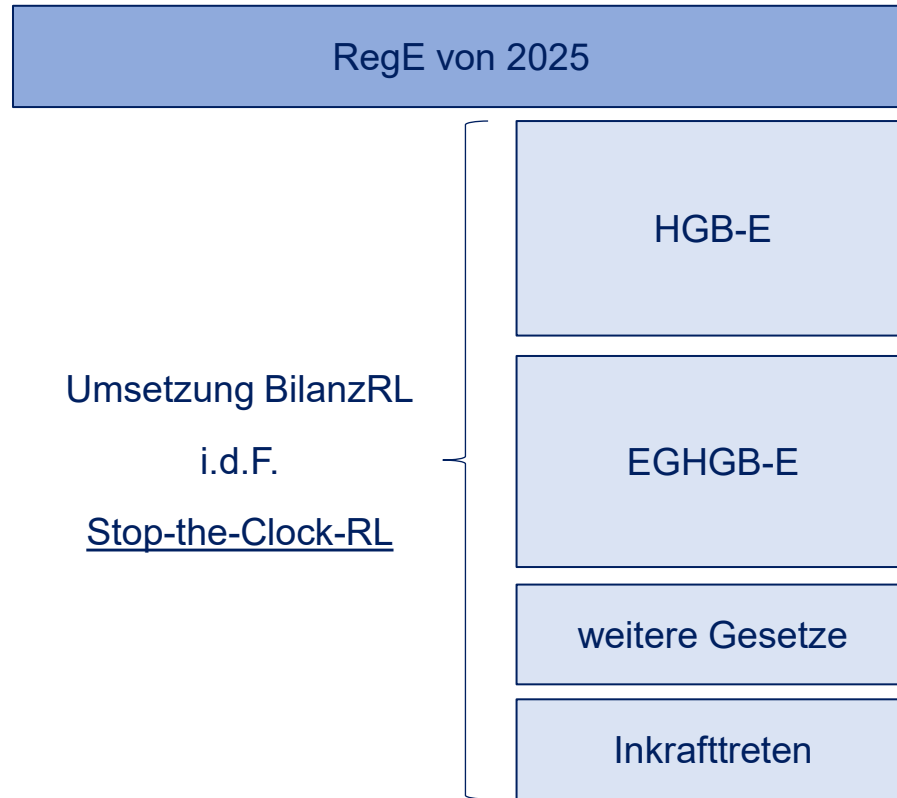 RegE von 2025
HGB-E
Umsetzung BilanzRL
i.d.F.
Stop-the-Clock-RL
EGHGB-E
weitere Gesetze
Inkrafttreten